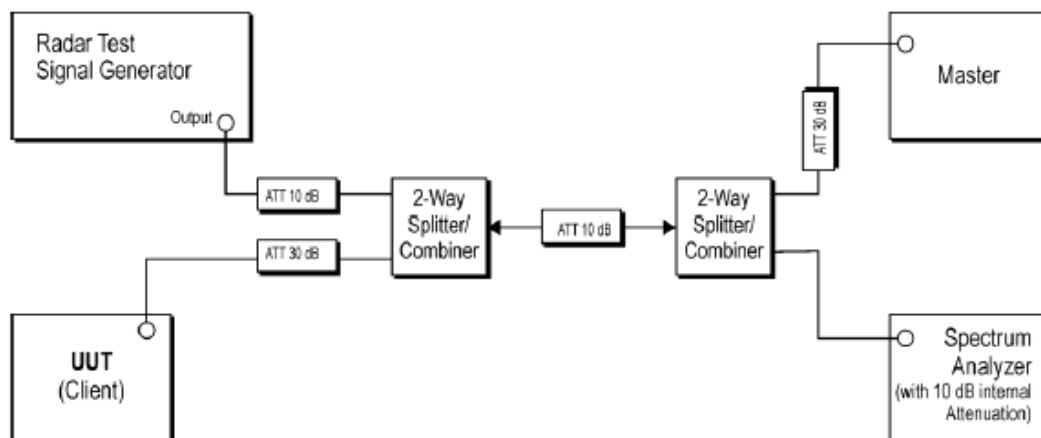 Radar Test
Signal Generator
Output
ATT 10 dB
2-Way
Splitter/
Combiner
ATT 30 dB
ATT 10 dB
2-Way
Splitter/
Combiner
ATT 30 dB
Master
UUT
(Client)
Spectrum
Analyzer
(with 10 dB internal
Attenuation)